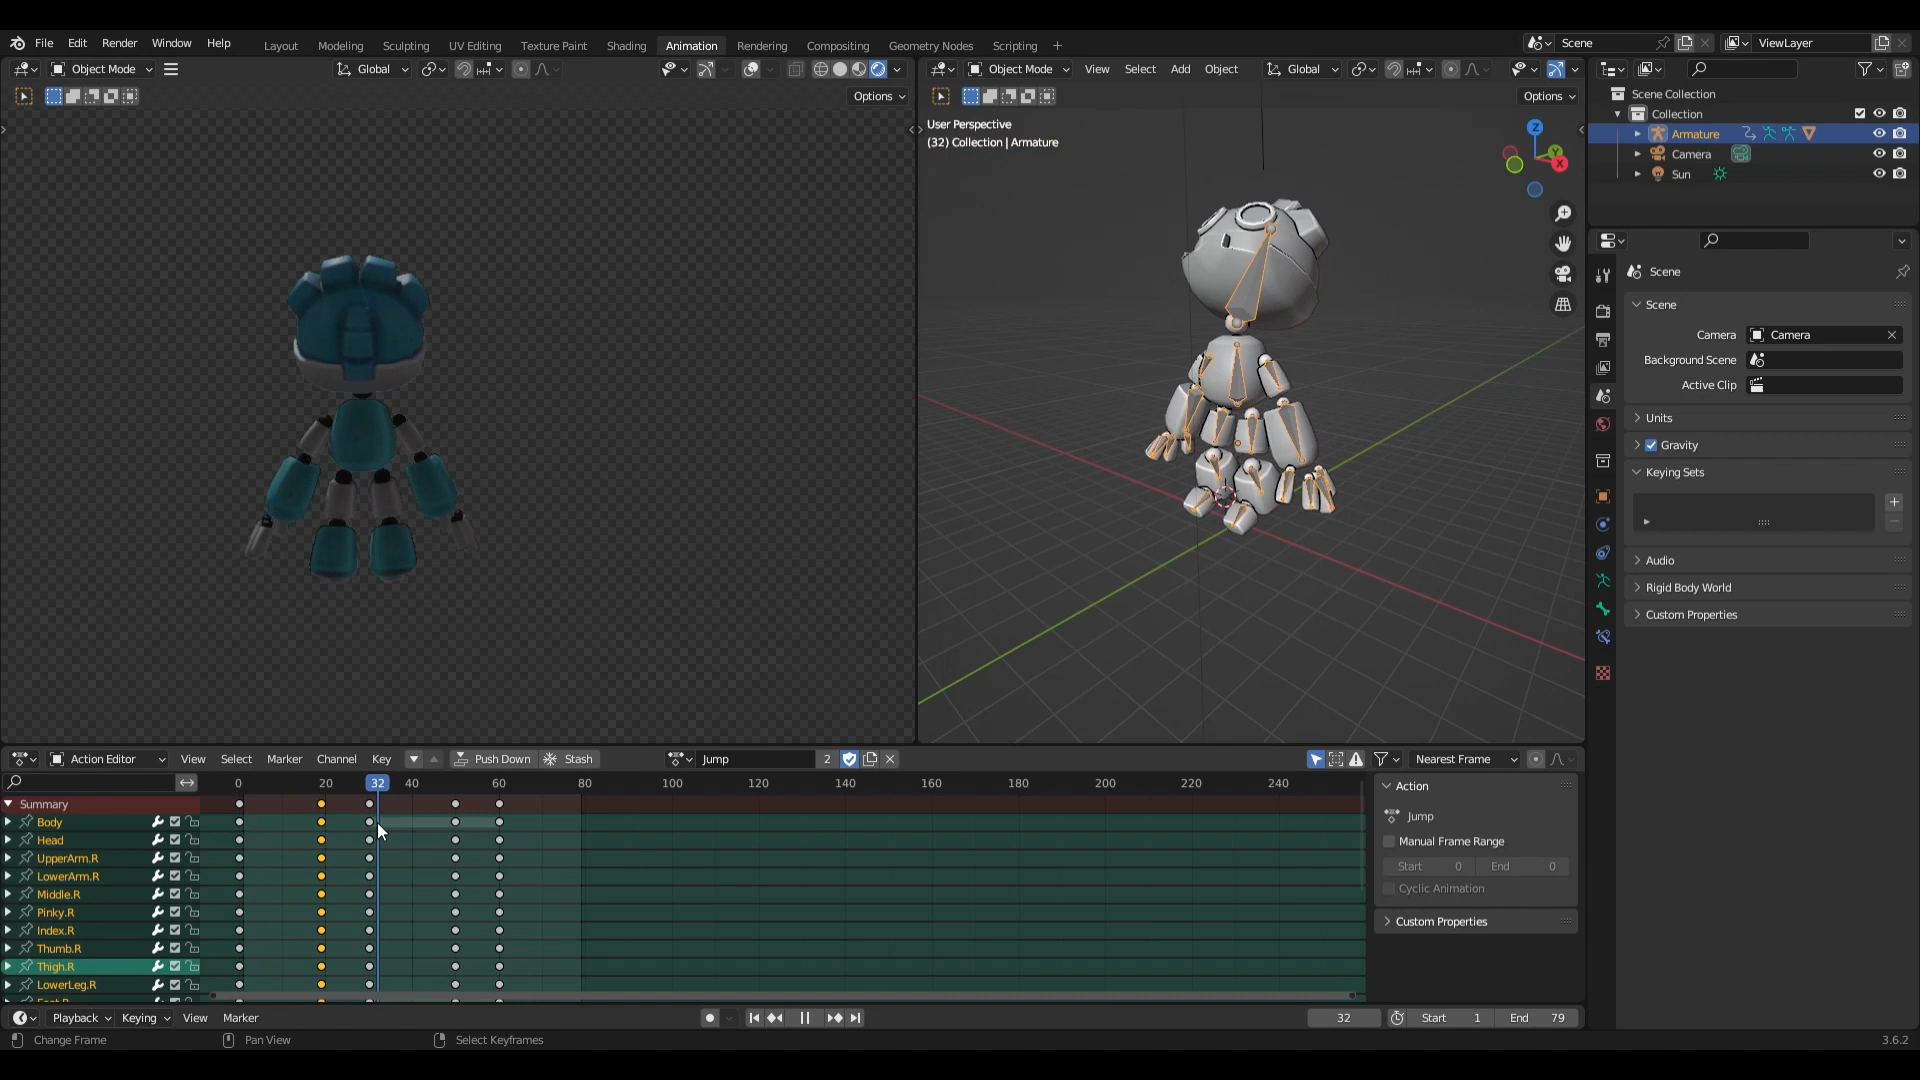 File Edit Render Window Help Layout Modeling Sculpting UV Editing Texture Paint Shading Animation Rendering Compositing Geometry Nodes Scripting + Scene ViewLayer
Object Mode Global
Object Mode View Select Add Object Global
Options
Options
User Perspective
(32) Collection | Armature
Z
Y
X
Scene Collection
Collection
Armature
Camera
Sun
Scene
Scene
Camera Camera
Background Scene
Active Clip
Units
Gravity
Keying Sets
Audio
Rigid Body World
Custom Properties
Action Editor View Select Marker Channel Key Push Down Stash Jump 2 Nearest Frame
0 20 32 40 60 80 100 120 140 160 180 200 220 240
Summary
Body
Head
UpperArm.R
LowerArm.R
Middle.R
Pinky.R
Index.R
Thumb.R
Thigh.R
LowerLeg.R
Action
Jump
Manual Frame Range
Start 0 End 0
Cyclic Animation
Custom Properties
Playback Keying View Marker 32 Start 1 End 79
Change Frame Pan View Select Keyframes 3.6.2